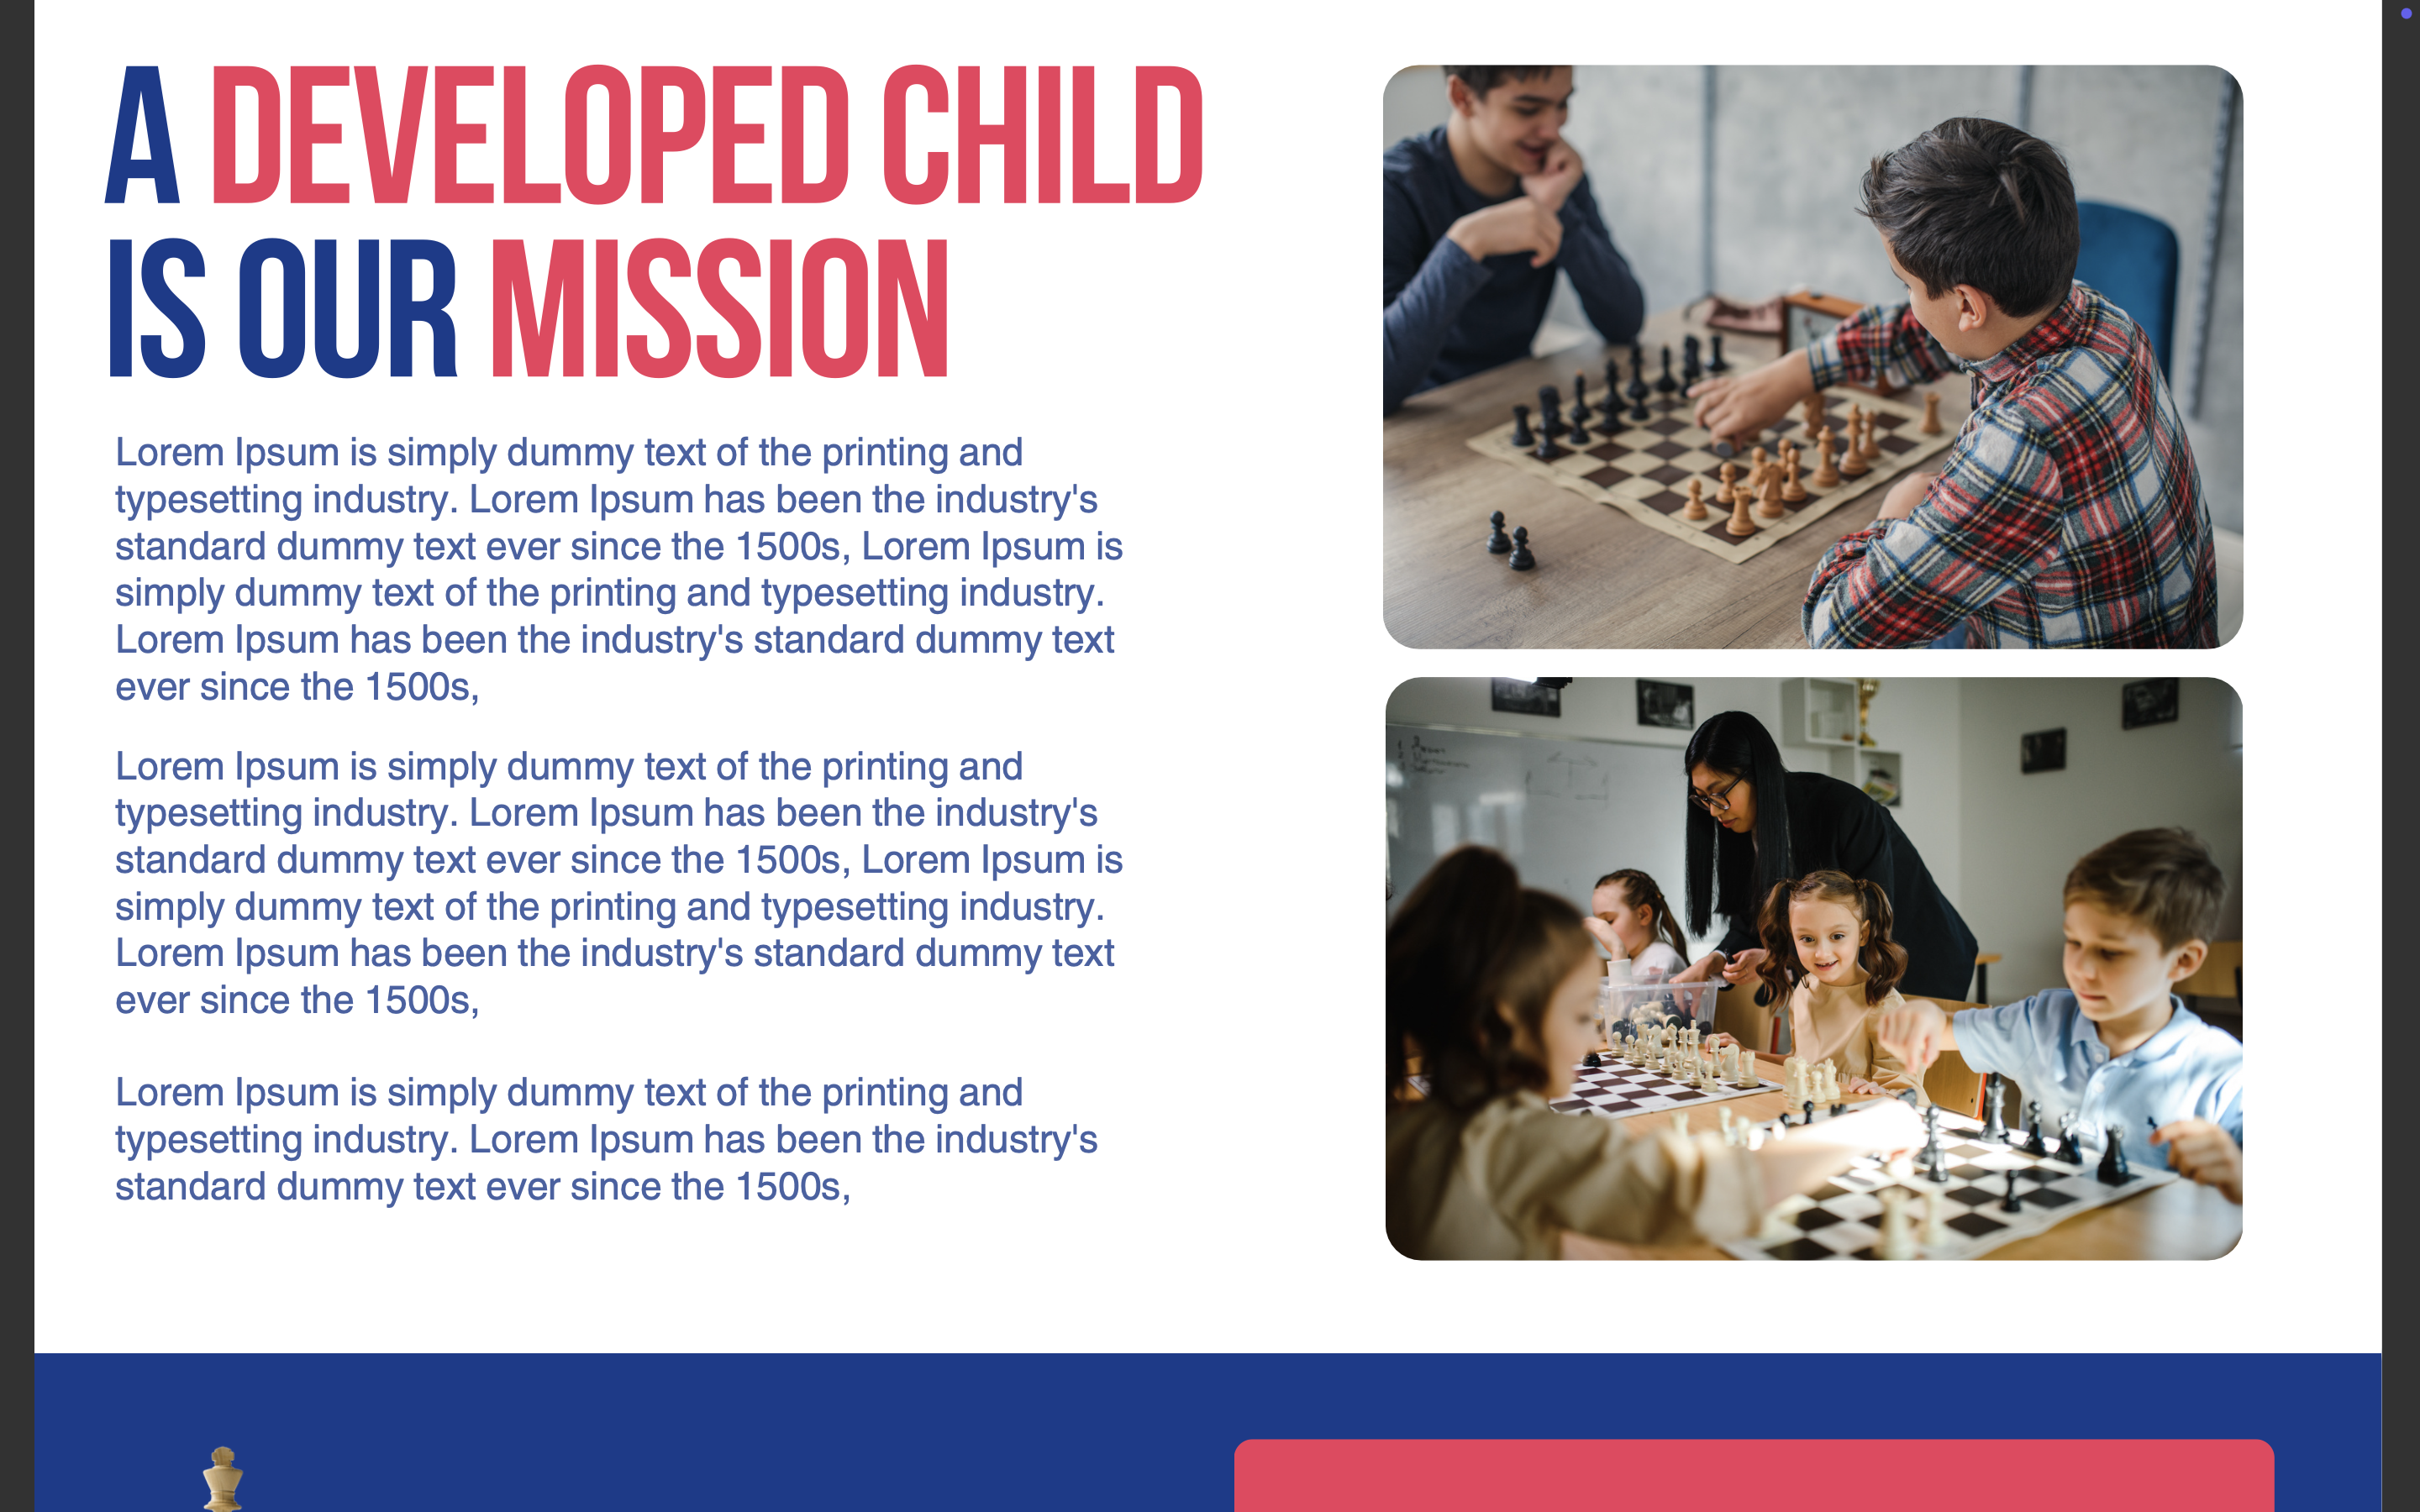 A DEVELOPED CHILD
IS OUR MISSION
Lorem Ipsum is simply dummy text of the printing and
typesetting industry. Lorem Ipsum has been the industry's
standard dummy text ever since the 1500s, Lorem Ipsum is
simply dummy text of the printing and typesetting industry.
Lorem Ipsum has been the industry's standard dummy text
ever since the 1500s,
Lorem Ipsum is simply dummy text of the printing and
typesetting industry. Lorem Ipsum has been the industry's
standard dummy text ever since the 1500s, Lorem Ipsum is
simply dummy text of the printing and typesetting industry.
Lorem Ipsum has been the industry's standard dummy text
ever since the 1500s,
Lorem Ipsum is simply dummy text of the printing and
typesetting industry. Lorem Ipsum has been the industry's
standard dummy text ever since the 1500s,